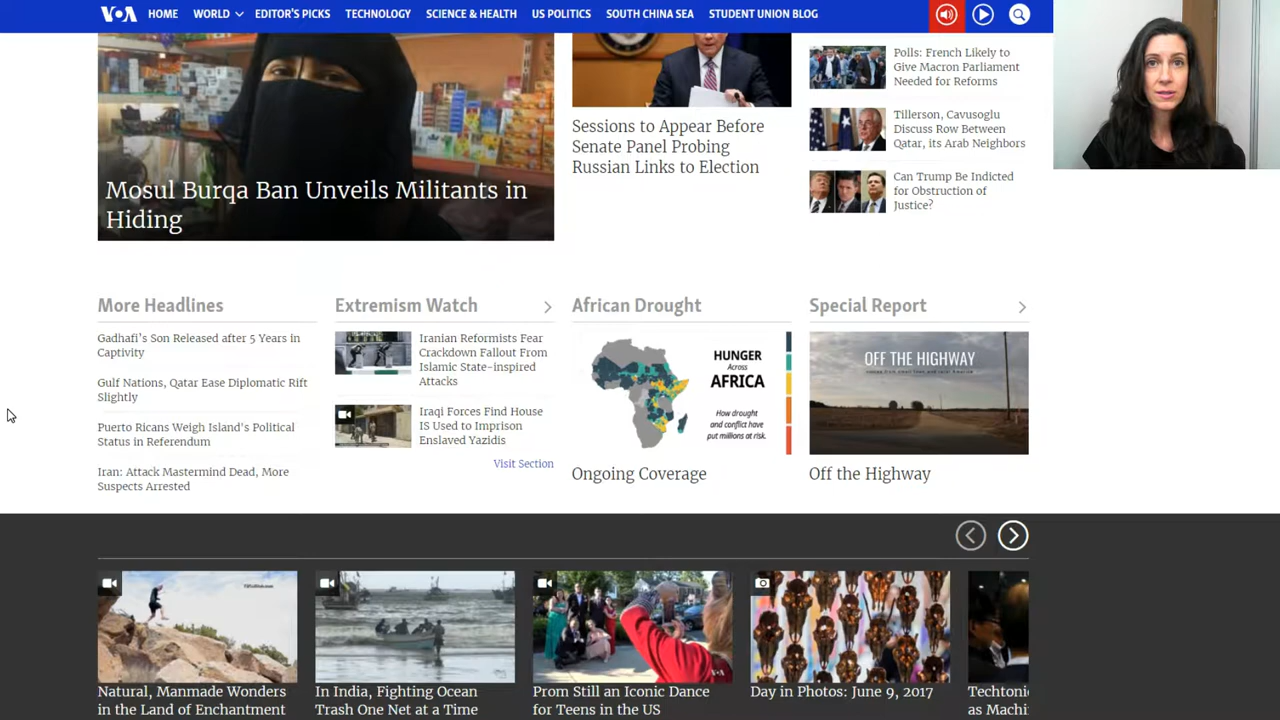 VOA HOME WORLD EDITOR'S PICKS TECHNOLOGY SCIENCE & HEALTH US POLITICS SOUTH CHINA SEA STUDENT UNION BLOG
Mosul Burqa Ban Unveils Militants in
Hiding
Sessions to Appear Before
Senate Panel Probing
Russian Links to Election
Polls: French Likely to
Give Macron Parliament
Needed for Reforms
Tillerson, Cavusoglu
Discuss Row Between
Qatar, its Arab Neighbors
Can Trump Be Indicted
for Obstruction of
Justice?
More Headlines
Gadhafi's Son Released after 5 Years in
Captivity
Gulf Nations, Qatar Ease Diplomatic Rift
Slightly
Puerto Ricans Weigh Island's Political
Status in Referendum
Iran: Attack Mastermind Dead, More
Suspects Arrested
Extremism Watch
Iranian Reformists Fear
Crackdown Fallout From
Islamic State-inspired
Attacks
Iraqi Forces Find House
IS Used to Imprison
Enslaved Yazidis
Visit Section
African Drought
HUNGER
Across
AFRICA
How drought
and conflict have
put millions at risk.
Ongoing Coverage
Special Report
OFF THE HIGHWAY
Off the Highway
Natural, Manmade Wonders
in the Land of Enchantment
In India, Fighting Ocean
Trash One Net at a Time
VOA
Prom Still an Iconic Dance
for Teens in the US
Day in Photos: June 9, 2017
Techtoni
as Machi